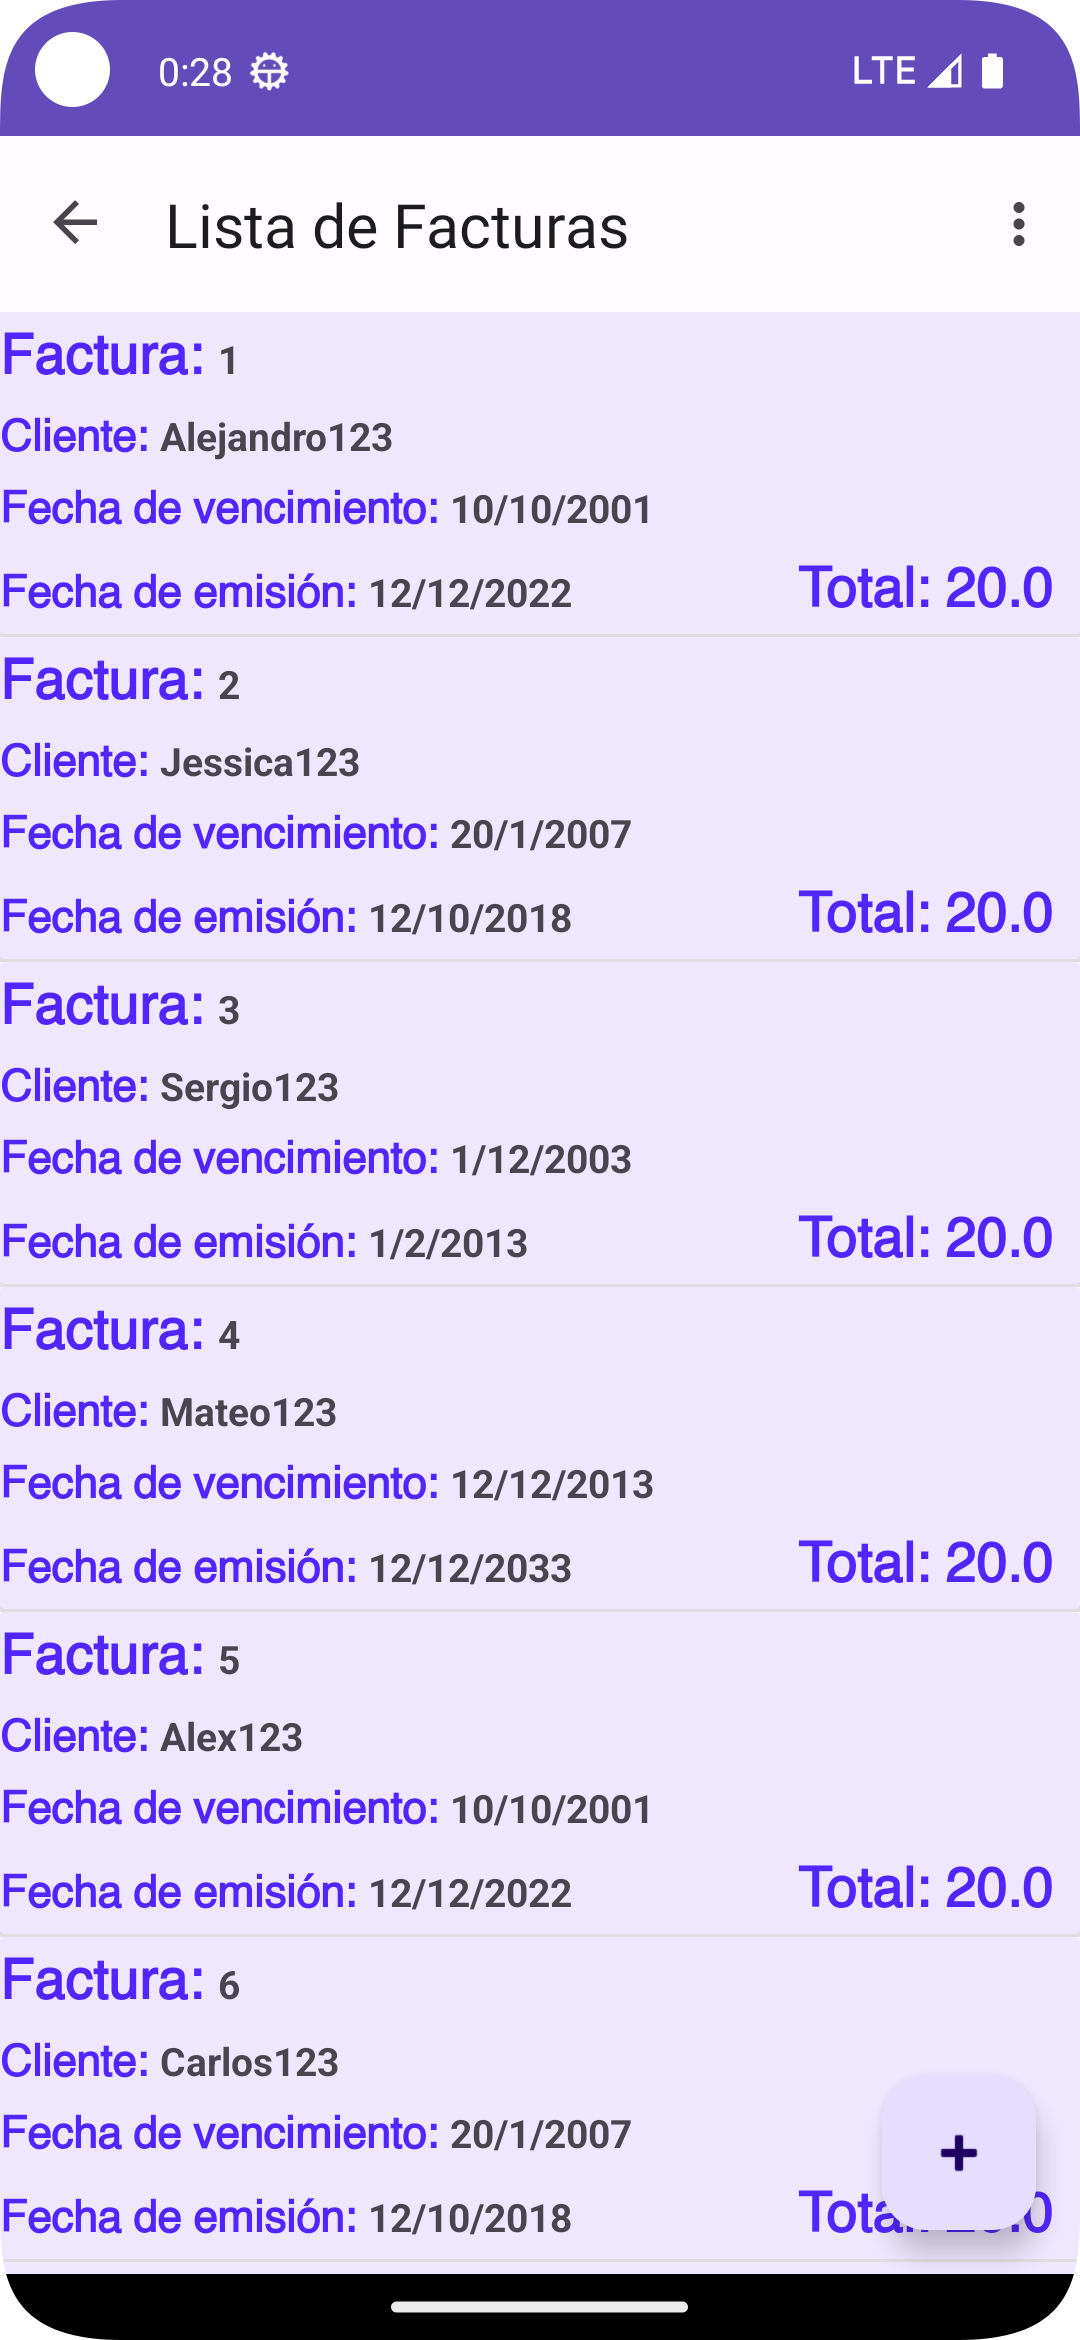 0:28 LTE
Lista de Facturas
Factura: 1
Cliente: Alejandro123
Fecha de vencimiento: 10/10/2001
Fecha de emisión: 12/12/2022 Total: 20.0
Factura: 2
Cliente: Jessica123
Fecha de vencimiento: 20/1/2007
Fecha de emisión: 12/10/2018 Total: 20.0
Factura: 3
Cliente: Sergio123
Fecha de vencimiento: 1/12/2003
Fecha de emisión: 1/2/2013 Total: 20.0
Factura: 4
Cliente: Mateo123
Fecha de vencimiento: 12/12/2013
Fecha de emisión: 12/12/2033 Total: 20.0
Factura: 5
Cliente: Alex123
Fecha de vencimiento: 10/10/2001
Fecha de emisión: 12/12/2022 Total: 20.0
Factura: 6
Cliente: Carlos123
Fecha de vencimiento: 20/1/2007
Fecha de emisión: 12/10/2018